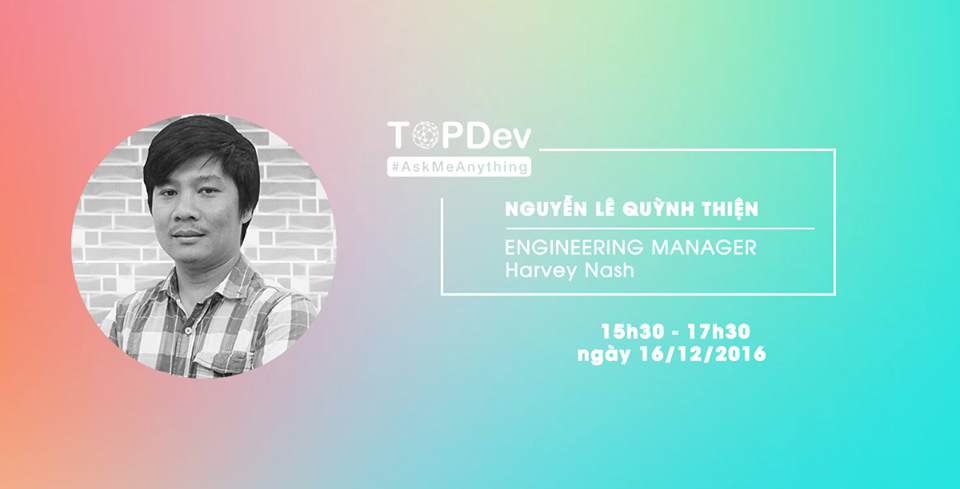 TOPDev
#AskMeAnything
NGUYỄN LÊ QUỲNH THIỆN
ENGINEERING MANAGER
Harvey Nash
15h30 - 17h30
ngày 16/12/2016